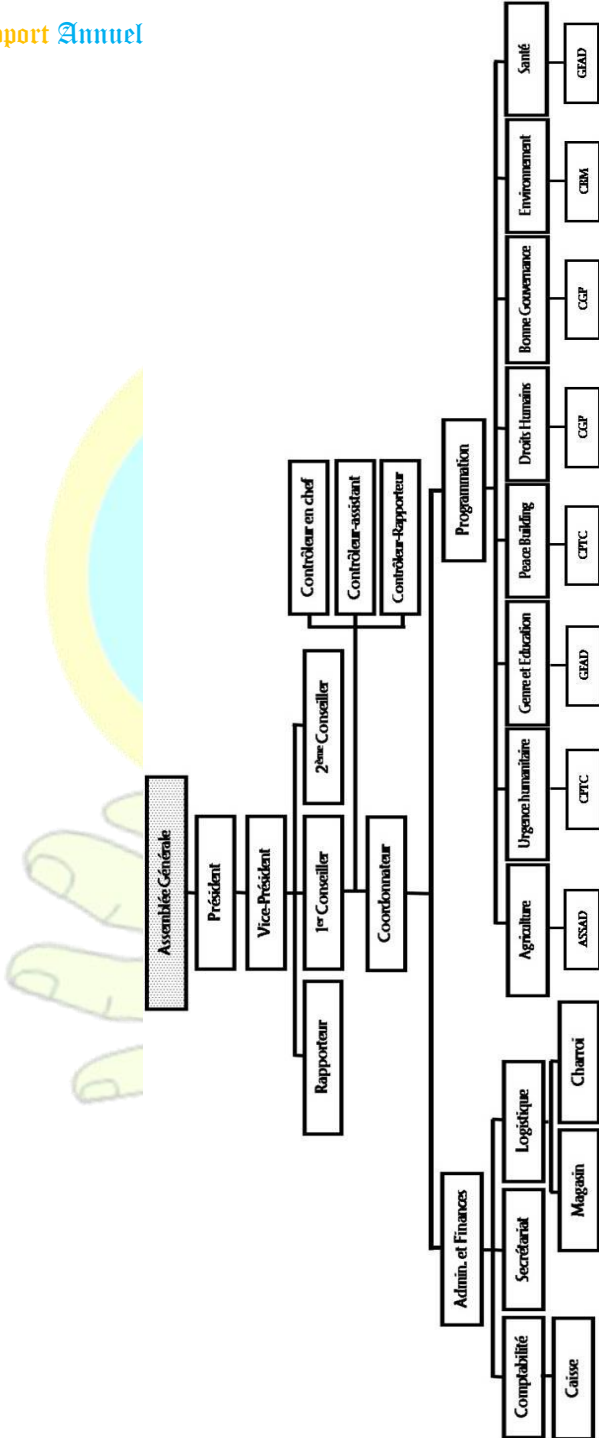 port Annuel
Assemblée Générale
Président
Vice-Président
Rapporteur
1er Conseiller
2ème Conseiller
Contrôleur en chef
Contrôleur-assistant
Contrôleur-Rapporteur
Coordonnateur
Admin. et Finances
Programmation
Comptabilité
Secrétariat
Logistique
Agriculture
Urgence humanitaire
Genre et Education
Peace Building
Droits Humains
Bonne Gouvernance
Environnement
Santé
Caisse
Magasin
Charroi
ASSAD
CPTC
GEAD
CPTC
CGP
CGP
CRM
GEAD